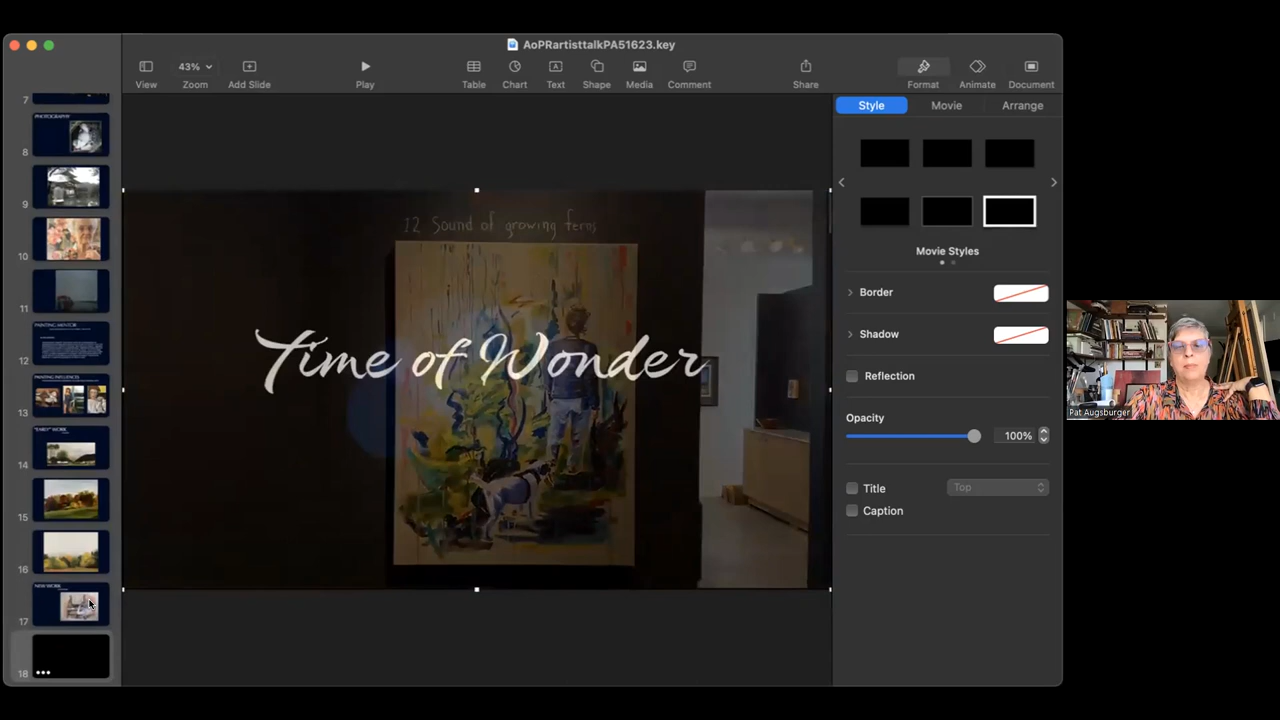 AoPRartisttalkPA51623.key
43%
View
Zoom
Add Slide
Play
Table
Chart
Text
Shape
Media
Comment
Share
Format
Animate
Document
7
PHOTOGRAPHY
8
9
10
11
PAINTING MENTOR
12
PAINTING INFLUENCES
13
"EARLY" WORK
14
15
16
NEW WORK
17
18
12 Sound of growing ferns
Time of Wonder
Style
Movie
Arrange
Movie Styles
Border
Shadow
Reflection
Opacity
100%
Title
Top
Caption
Pat Augsburger